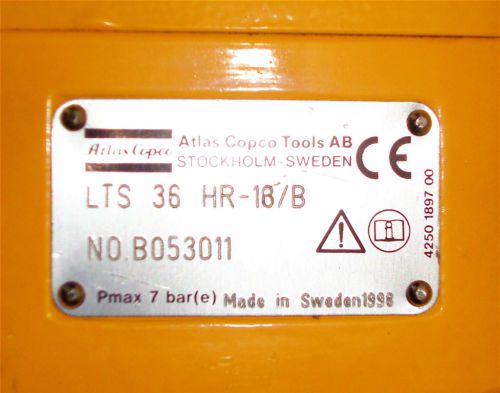 Atlas Copco
Atlas Copco Tools AB
STOCKHOLM-SWEDEN
CE
LTS 36 HR-18/B
NO.B053011
4250 1897 00
Pmax 7 bar(e) Made in Sweden1998